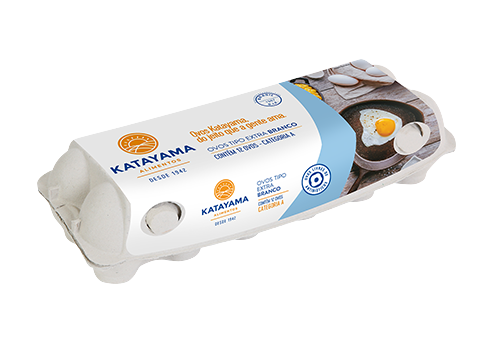 KATAYAMA
ALIMENTOS
DESDE 1942
Ovos Katayama,
do jeito que a gente ama.
OVOS TIPO EXTRA BRANCO
CONTÉM 12 OVOS - CATEGORIA A
KATAYAMA
ALIMENTOS
DESDE 1942
OVOS TIPO
EXTRA
BRANCO
CONTÉM 12 OVOS
CATEGORIA A